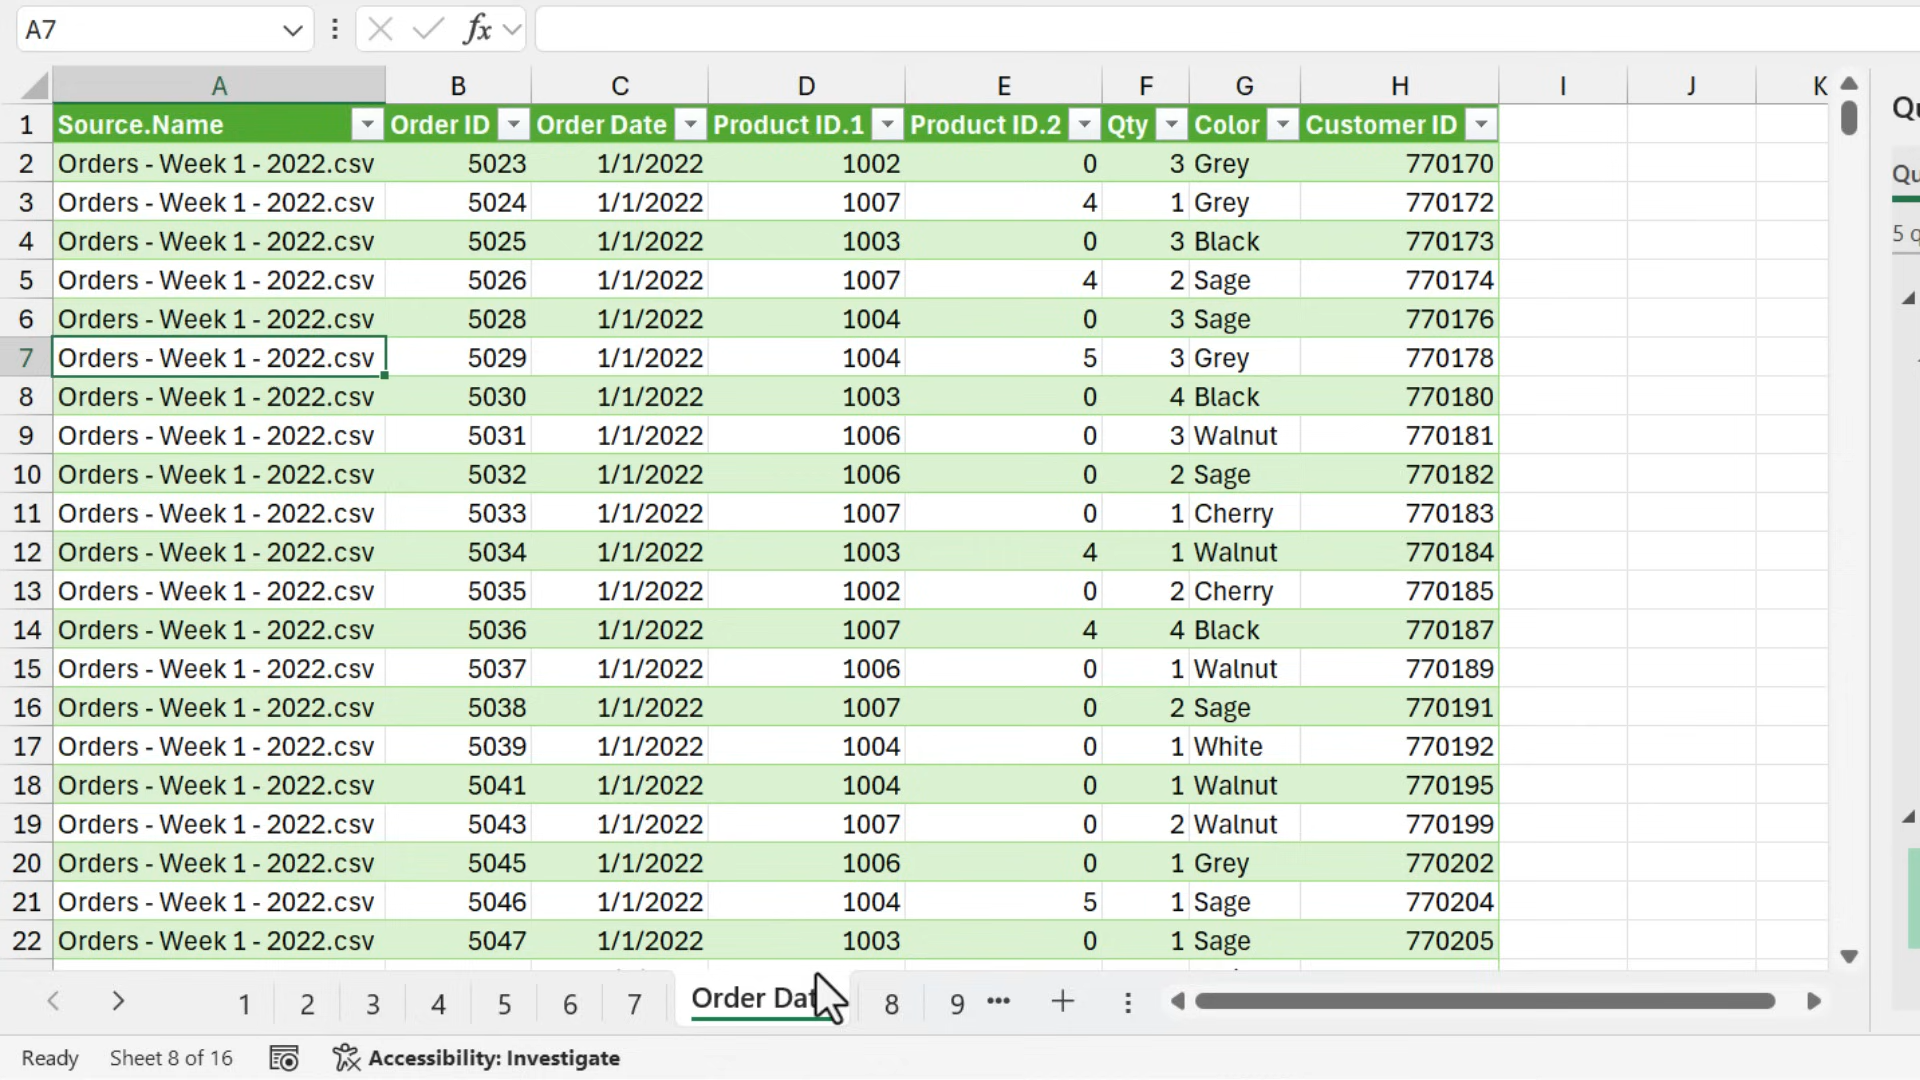 A7 fx
A B C D E F G H I J K
1 Source.Name Order ID Order Date Product ID.1 Product ID.2 Qty Color Customer ID
2 Orders - Week 1 - 2022.csv 5023 1/1/2022 1002 0 3 Grey 770170
3 Orders - Week 1 - 2022.csv 5024 1/1/2022 1007 4 1 Grey 770172
4 Orders - Week 1 - 2022.csv 5025 1/1/2022 1003 0 3 Black 770173
5 Orders - Week 1 - 2022.csv 5026 1/1/2022 1007 4 2 Sage 770174
6 Orders - Week 1 - 2022.csv 5028 1/1/2022 1004 0 3 Sage 770176
7 Orders - Week 1 - 2022.csv 5029 1/1/2022 1004 5 3 Grey 770178
8 Orders - Week 1 - 2022.csv 5030 1/1/2022 1003 0 4 Black 770180
9 Orders - Week 1 - 2022.csv 5031 1/1/2022 1006 0 3 Walnut 770181
10 Orders - Week 1 - 2022.csv 5032 1/1/2022 1006 0 2 Sage 770182
11 Orders - Week 1 - 2022.csv 5033 1/1/2022 1007 0 1 Cherry 770183
12 Orders - Week 1 - 2022.csv 5034 1/1/2022 1003 4 1 Walnut 770184
13 Orders - Week 1 - 2022.csv 5035 1/1/2022 1002 0 2 Cherry 770185
14 Orders - Week 1 - 2022.csv 5036 1/1/2022 1007 4 4 Black 770187
15 Orders - Week 1 - 2022.csv 5037 1/1/2022 1006 0 1 Walnut 770189
16 Orders - Week 1 - 2022.csv 5038 1/1/2022 1007 0 2 Sage 770191
17 Orders - Week 1 - 2022.csv 5039 1/1/2022 1004 0 1 White 770192
18 Orders - Week 1 - 2022.csv 5041 1/1/2022 1004 0 1 Walnut 770195
19 Orders - Week 1 - 2022.csv 5043 1/1/2022 1007 0 2 Walnut 770199
20 Orders - Week 1 - 2022.csv 5045 1/1/2022 1006 0 1 Grey 770202
21 Orders - Week 1 - 2022.csv 5046 1/1/2022 1004 5 1 Sage 770204
22 Orders - Week 1 - 2022.csv 5047 1/1/2022 1003 0 1 Sage 770205
1 2 3 4 5 6 7 Order Dat 8 9 ••• +
Ready Sheet 8 of 16 Accessibility: Investigate